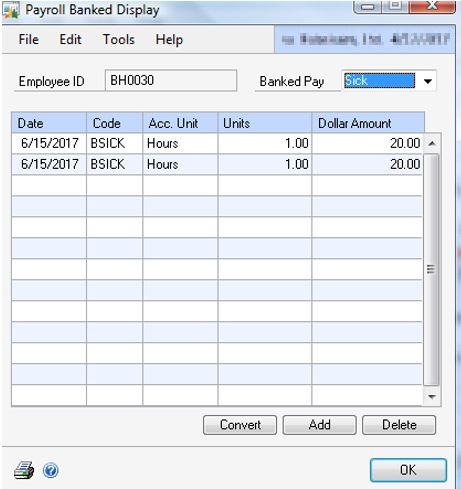 Payroll Banked Display
File Edit Tools Help
Employee ID BH0030 Banked Pay Sick
Date Code Acc. Unit Units Dollar Amount
6/15/2017 BSICK Hours 1.00 20.00
6/15/2017 BSICK Hours 1.00 20.00
Convert Add Delete
OK